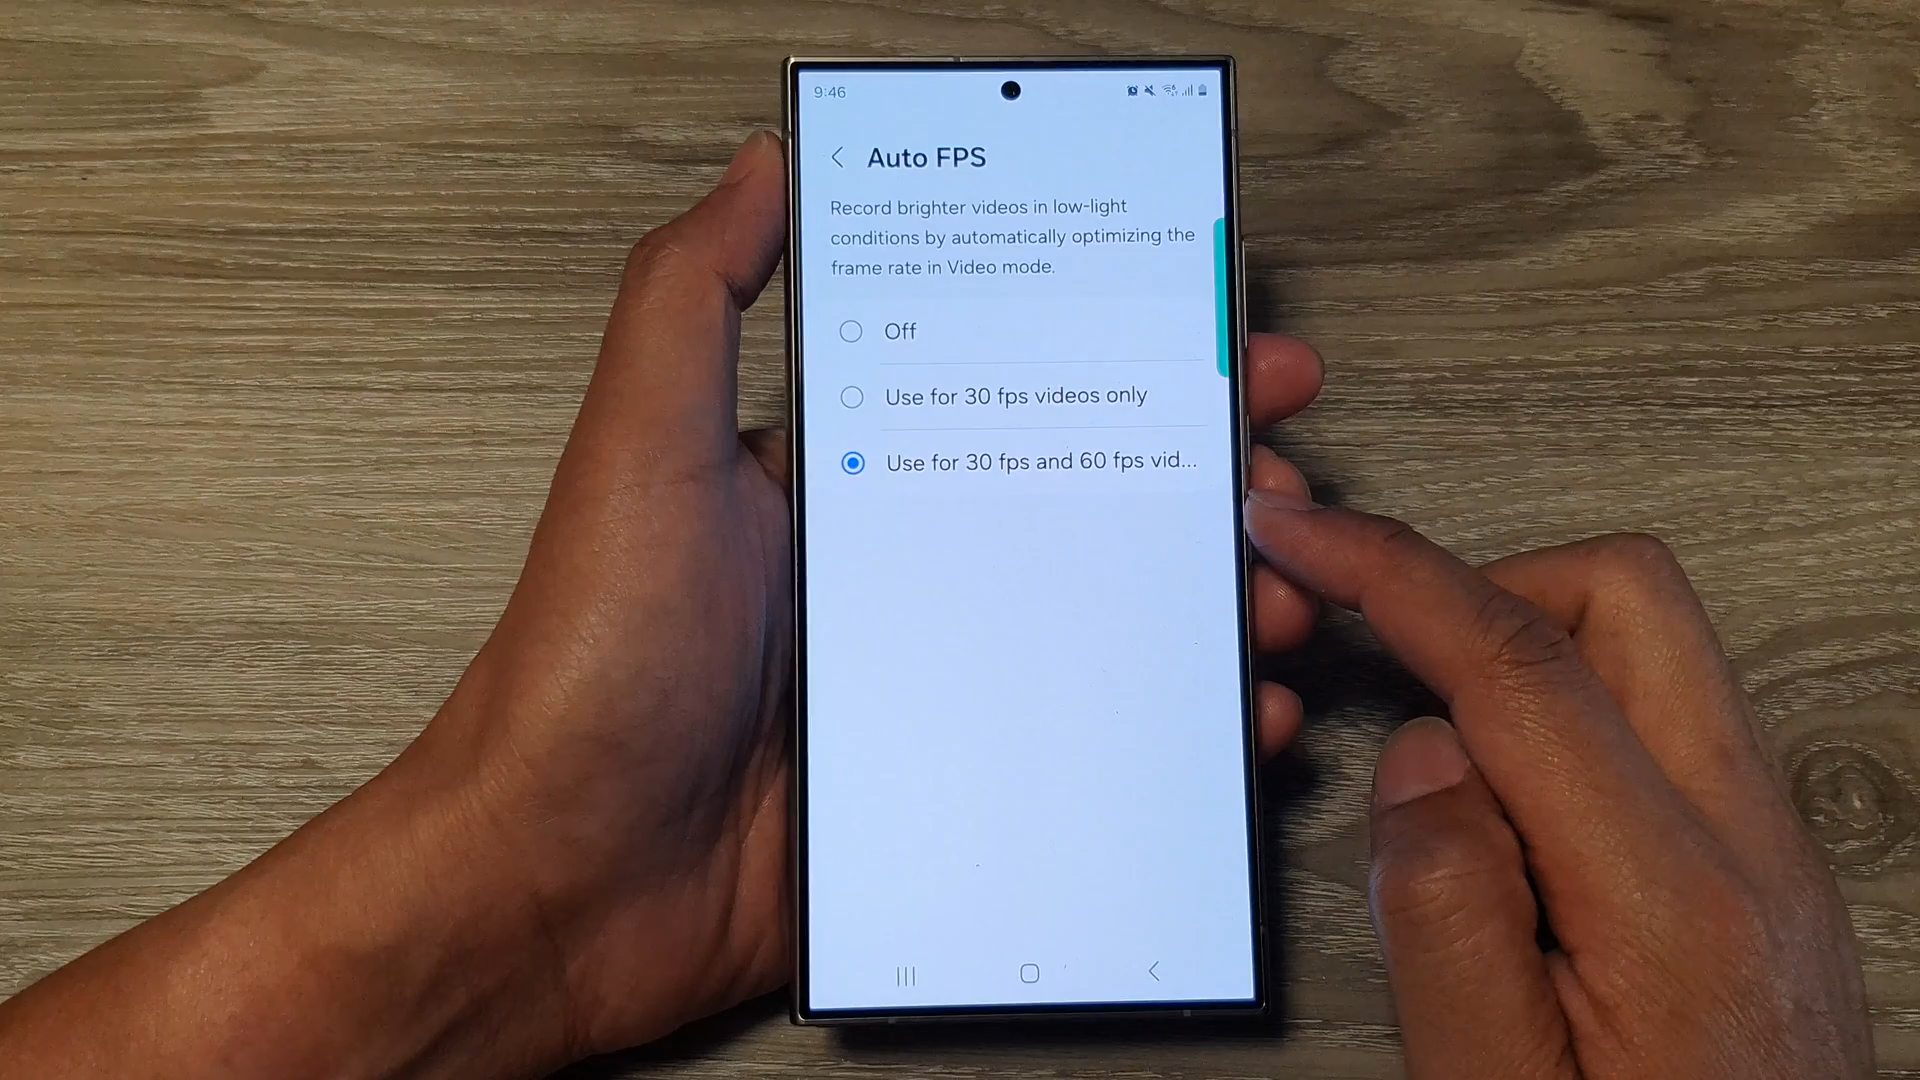 9:46
Auto FPS
Record brighter videos in low-light
conditions by automatically optimizing the
frame rate in Video mode.
Off
Use for 30 fps videos only
Use for 30 fps and 60 fps vid...